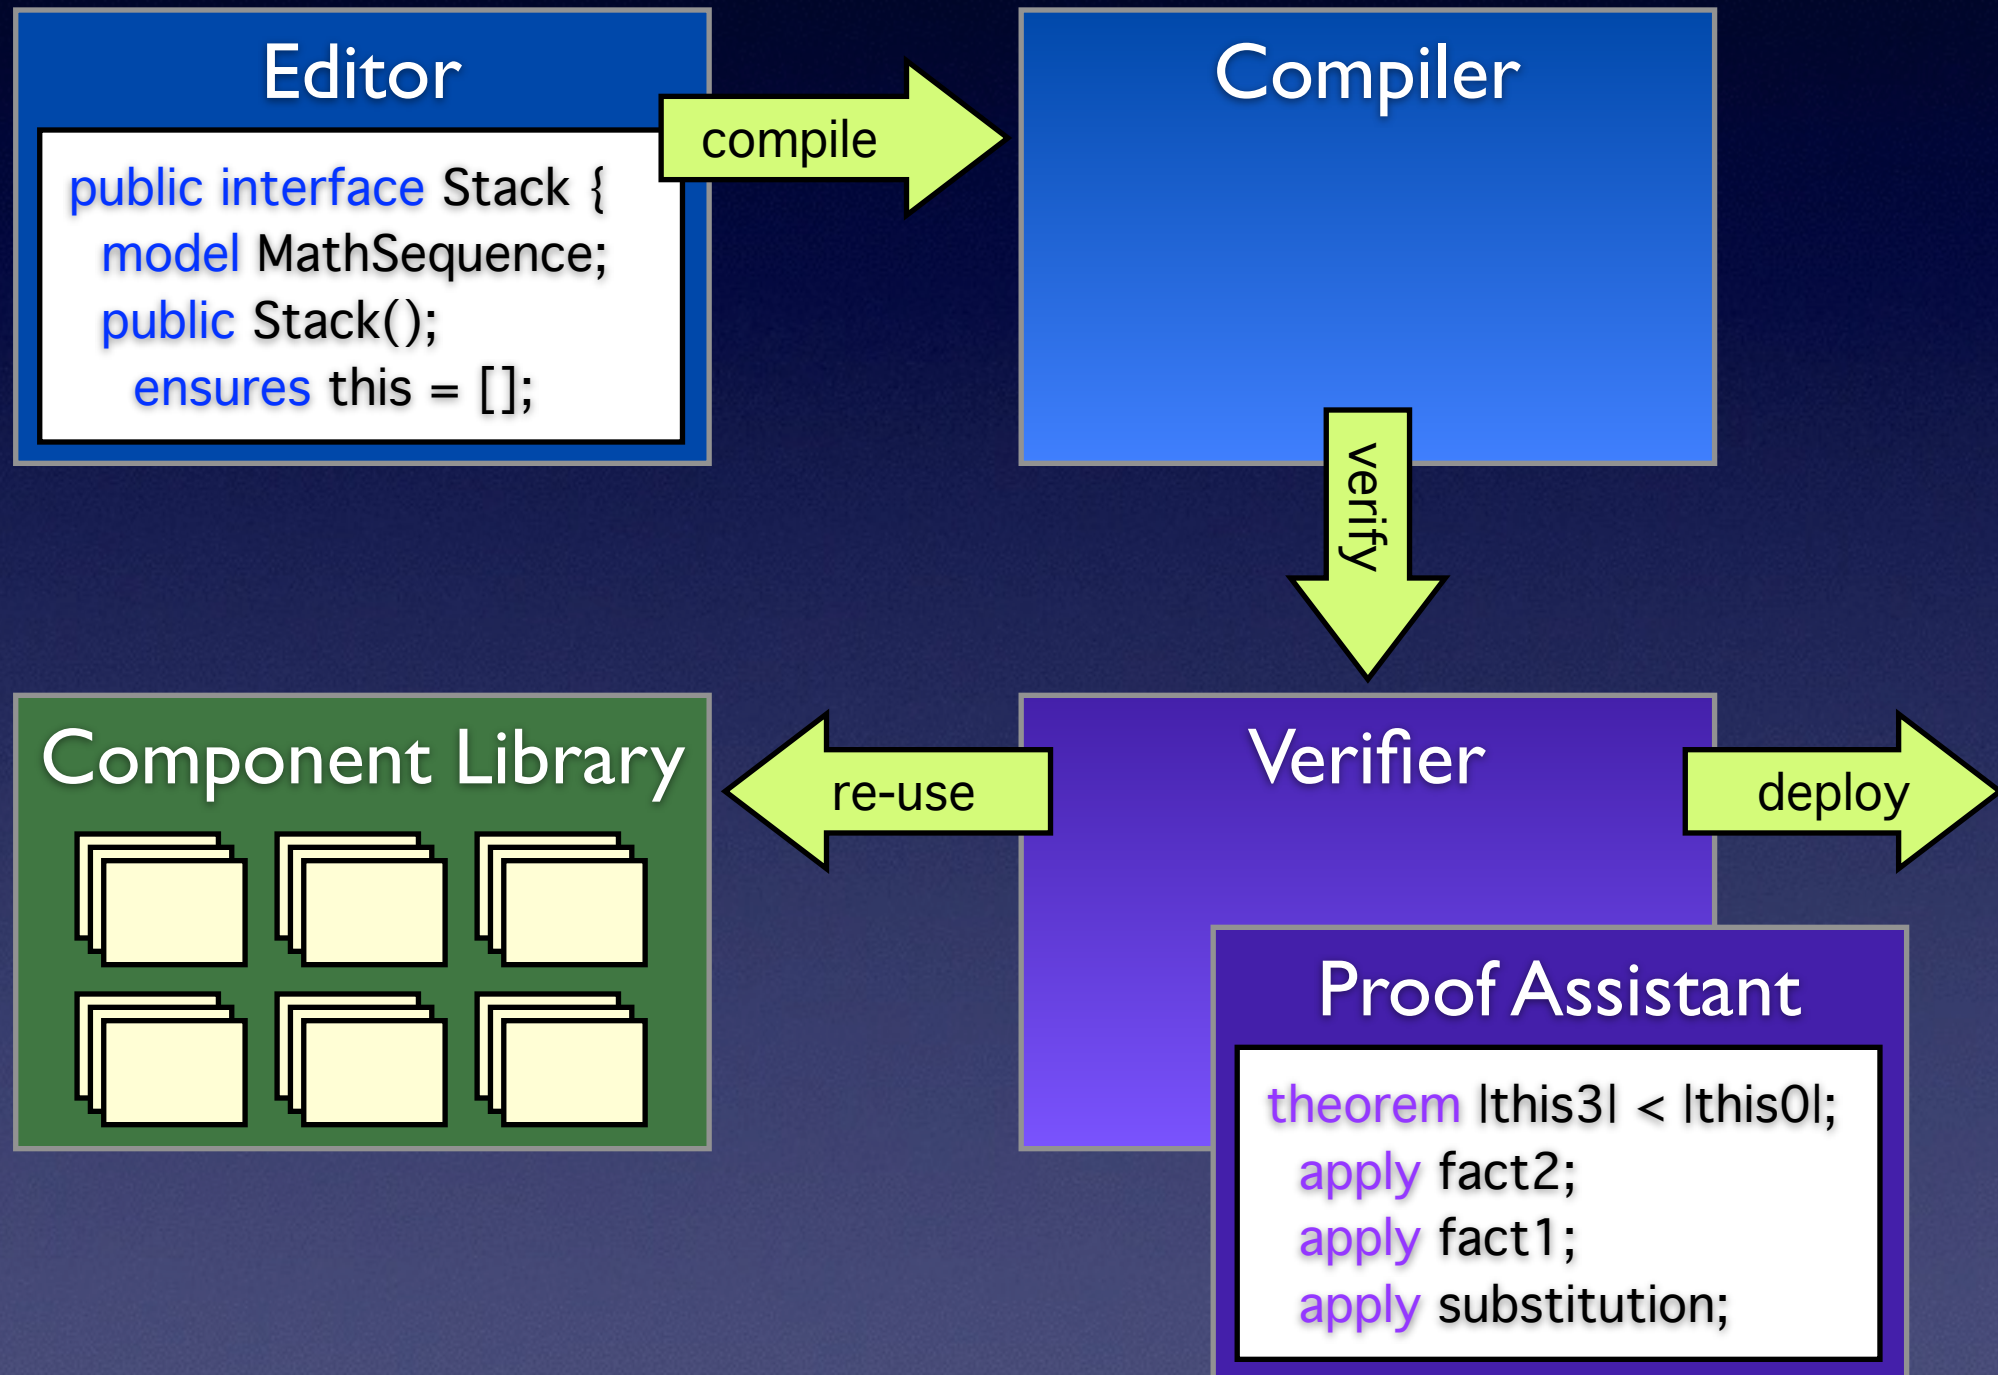 Editor
public interface Stack {
model MathSequence;
public Stack();
ensures this = [];
compile
Compiler
verify
Component Library
re-use
Verifier
deploy
Proof Assistant
theorem |this3| < |this0|;
apply fact2;
apply fact1;
apply substitution;